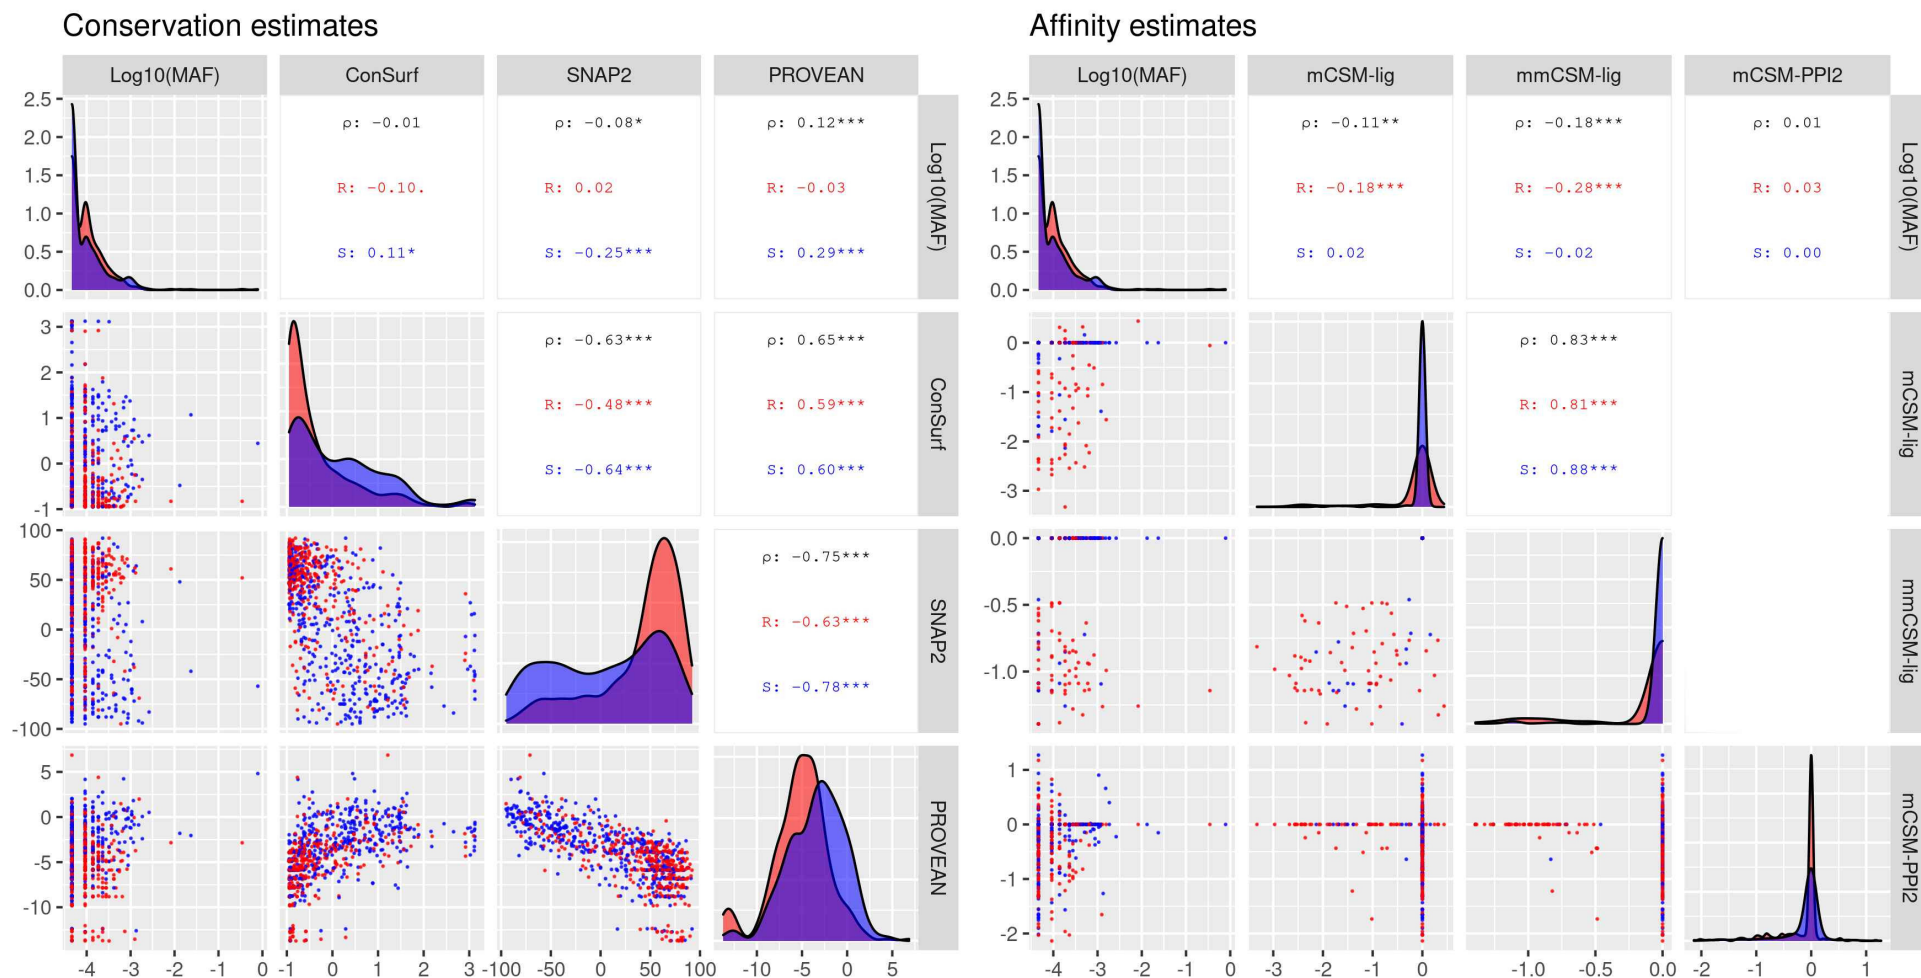 Conservation estimates
Affinity estimates
Log10(MAF) ConSurf SNAP2 PROVEAN
Log10(MAF) mCSM-lig mmCSM-lig mCSM-PPI2
2.5
2.0
1.5
1.0
0.5
0.0
ρ: -0.01 ρ: -0.08* ρ: 0.12***
R: -0.10. R: 0.02 R: -0.03
S: 0.11* S: -0.25*** S: 0.29***
Log10(MAF)
2.5
2.0
1.5
1.0
0.5
0.0
ρ: -0.11** ρ: -0.18*** ρ: 0.01
R: -0.18*** R: -0.28*** R: 0.03
S: 0.02 S: -0.02 S: 0.00
Log10(MAF)
3
2
1
0
-1
ρ: -0.63*** ρ: 0.65***
R: -0.48*** R: 0.59***
S: -0.64*** S: 0.60***
ConSurf
0
-1
-2
-3
ρ: 0.83***
R: 0.81***
S: 0.88***
mCSM-lig
100
50
0
-50
-100
ρ: -0.75***
R: -0.63***
S: -0.78***
SNAP2
0.0
-0.5
-1.0
mmCSM-lig
5
0
-5
-10
PROVEAN
1
0
-1
-2
mCSM-PPI2
-4 -3 -2 -1 0 -1 0 1 2 3 -100 -50 0 50 100 -10 -5 0 5
-4 -3 -2 -1 0 -3 -2 -1 0 -1.0 -0.5 0.0 -2 -1 0 1